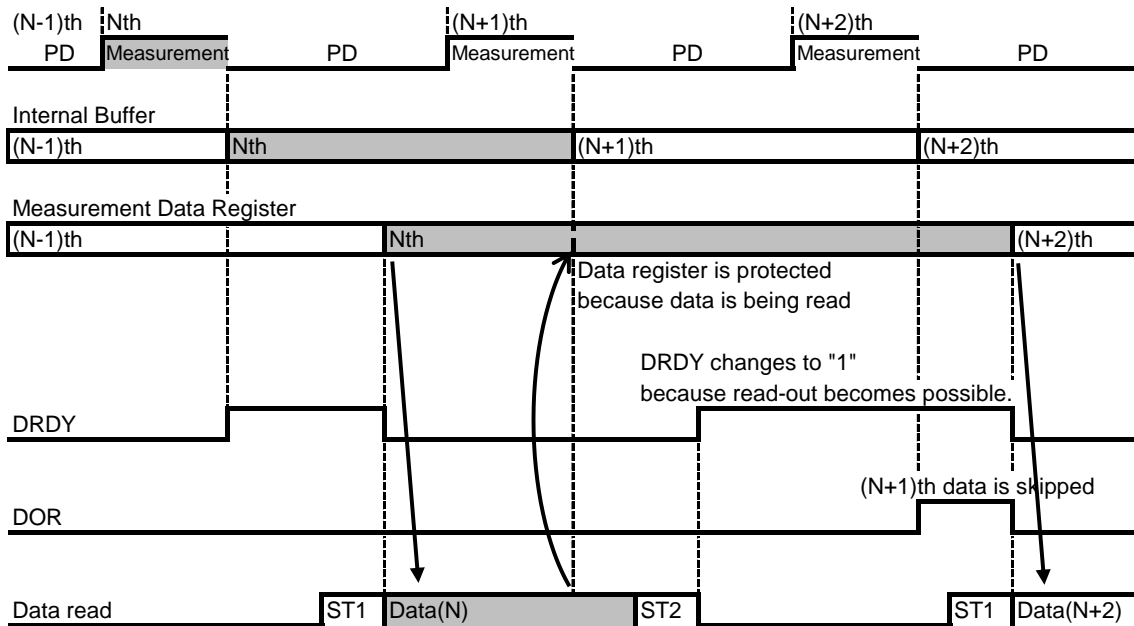 (N-1)th Nth (N+1)th (N+2)th
PD Measurement PD Measurement PD Measurement PD
Internal Buffer
(N-1)th Nth (N+1)th (N+2)th
Measurement Data Register
(N-1)th Nth (N+2)th
Data register is protected
because data is being read
DRDY changes to "1"
because read-out becomes possible.
DRDY
(N+1)th data is skipped
DOR
Data read ST1 Data(N) ST2 ST1 Data(N+2)